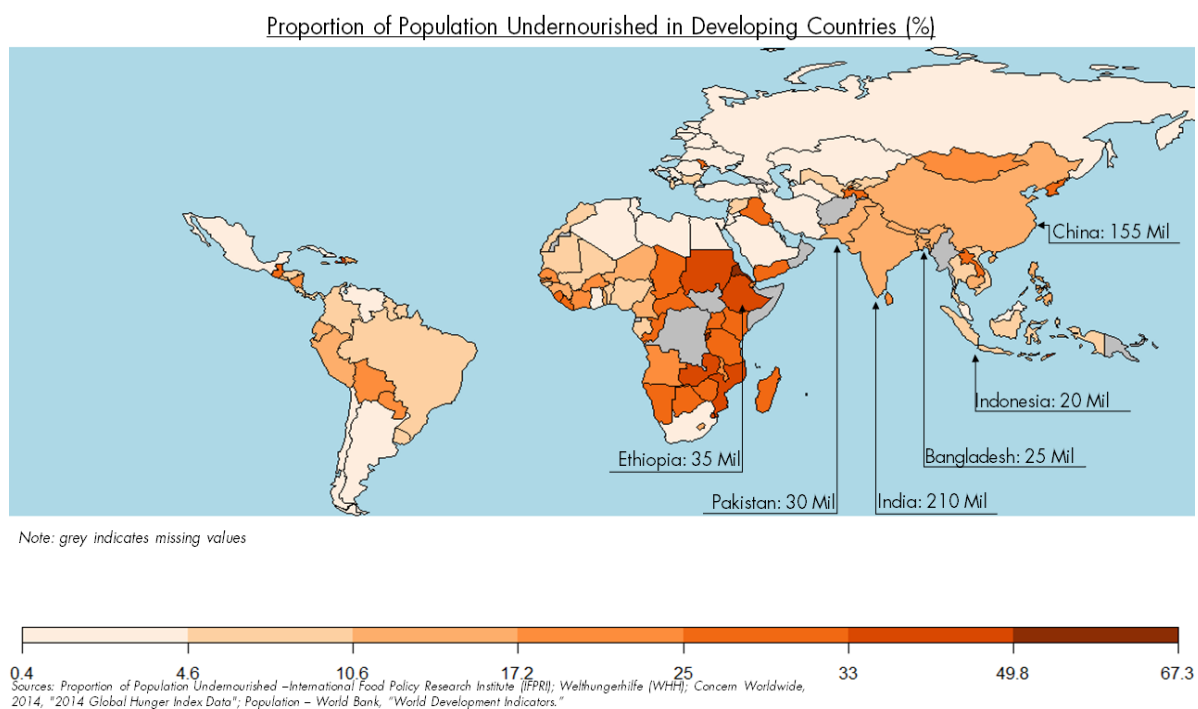 Proportion of Population Undernourished in Developing Countries (%)
China: 155 Mil
Indonesia: 20 Mil
Ethiopia: 35 Mil
Bangladesh: 25 Mil
Pakistan: 30 Mil
India: 210 Mil
Note: grey indicates missing values
0.4 4.6 10.6 17.2 25 33 49.8 67.3
Sources: Proportion of Population Undernourished –International Food Policy Research Institute (IFPRI); Welthungerhilfe (WHH); Concern Worldwide,
2014, "2014 Global Hunger Index Data"; Population – World Bank, "World Development Indicators."